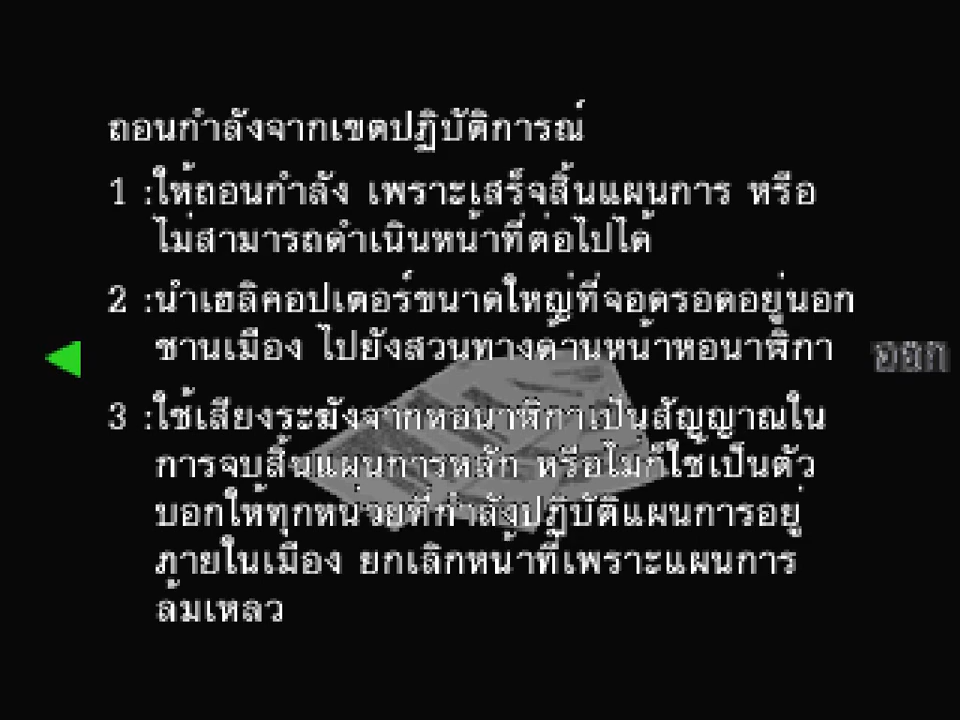 ถอนกำลังจากเขตปฏิบัติการณ์
1 :ให้ถอนกำลัง เพราะเสร็จสิ้นแผนการ หรือ
ไม่สามารถดำเนินหน้าที่ต่อไปได้
2 :นำเฮลิคอปเตอร์ขนาดใหญ่ที่จอดรอตอยู่นอก
ชานเมือง ไปยังสวนทางด้านหน้าหอนาฬิกา
ออก
3 :ใช้เสียงระฆังจากหอนาฬิกาเป็นสัญญาณใน
การจบสิ้นแผนการหลัก หรือไม่ก็ใช้เป็นตัว
บอกให้ทุกหน่วยที่กำลังปฏิบัติแผนการอยู่
ภายในเมือง ยกเลิกหน้าที่เพราะแผนการ
ล้มเหลว